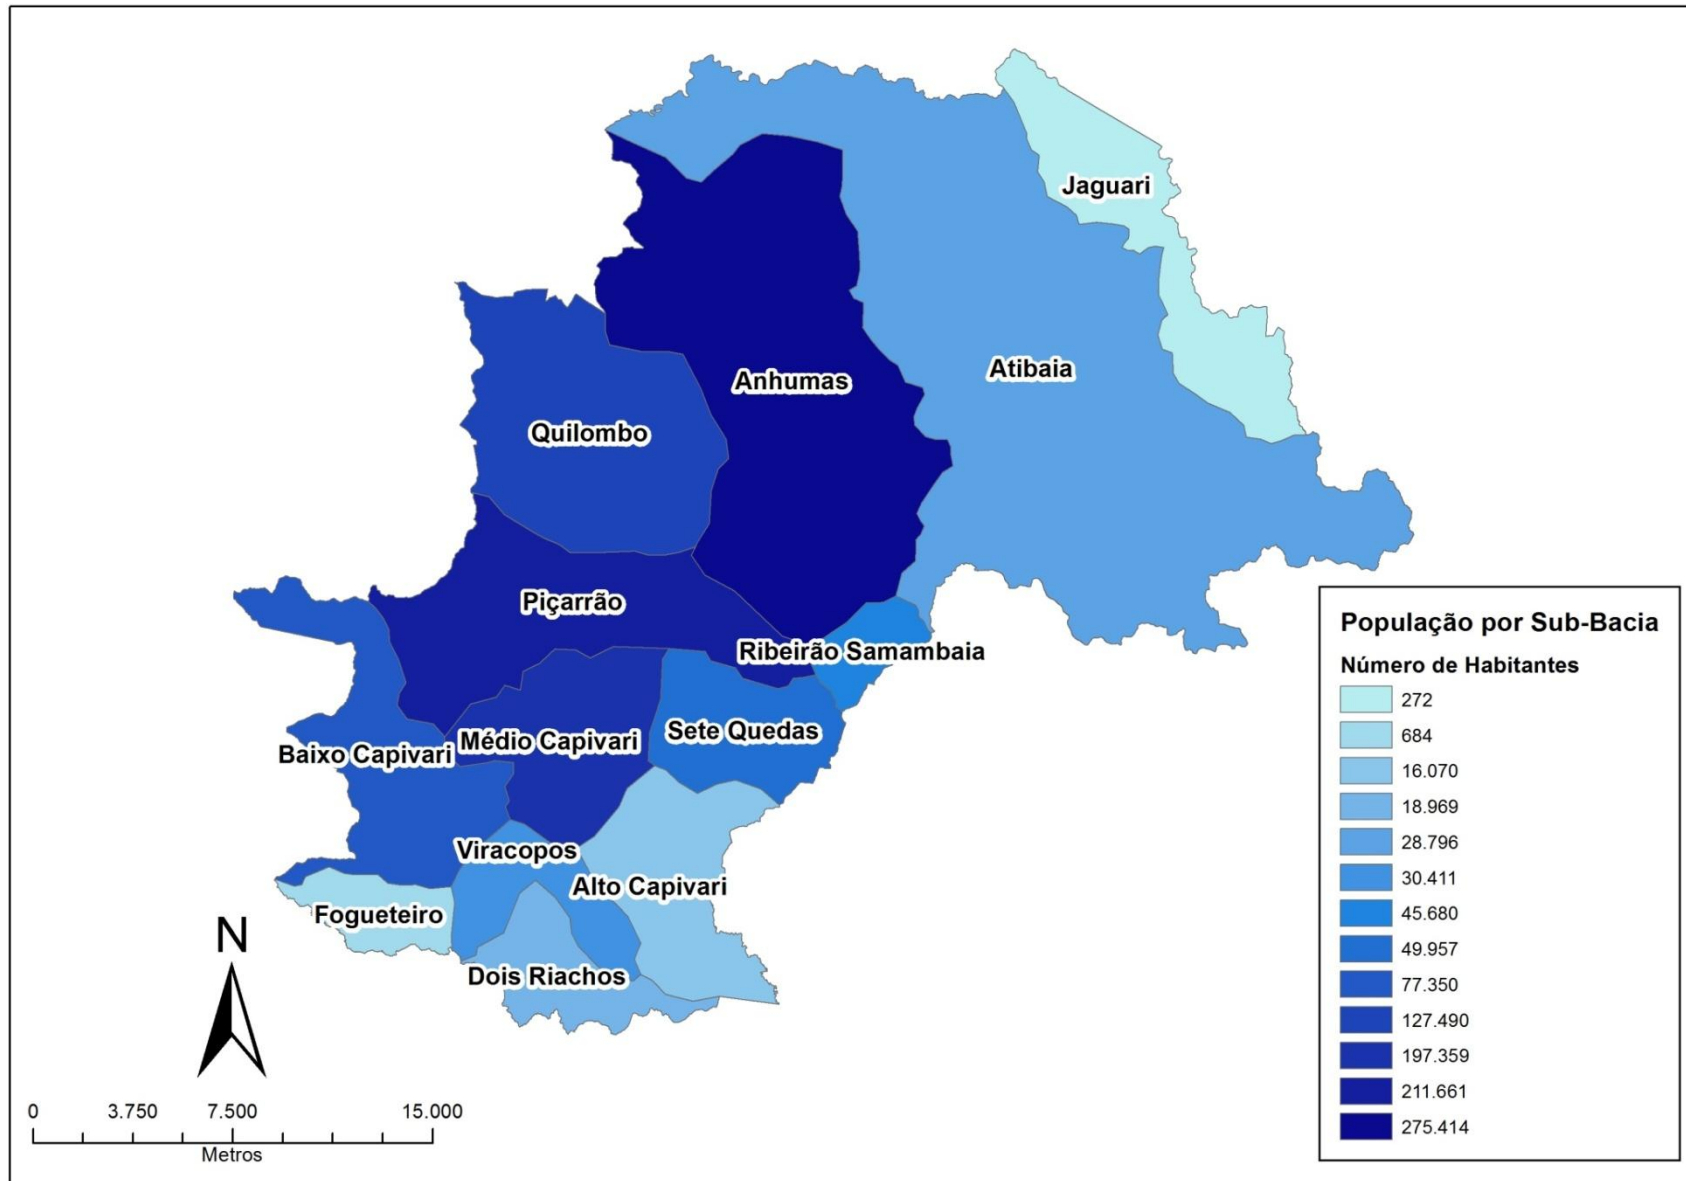 Jaguari
Atibaia
Anhumas
Quilombo
Piçarrão
Ribeirão Samambaia
Sete Quedas
Médio Capivari
Baixo Capivari
Viracopos
Alto Capivari
Fogueteiro
Dois Riachos
N
0 3.750 7.500 15.000
Metros
População por Sub-Bacia
Número de Habitantes
272
684
16.070
18.969
28.796
30.411
45.680
49.957
77.350
127.490
197.359
211.661
275.414